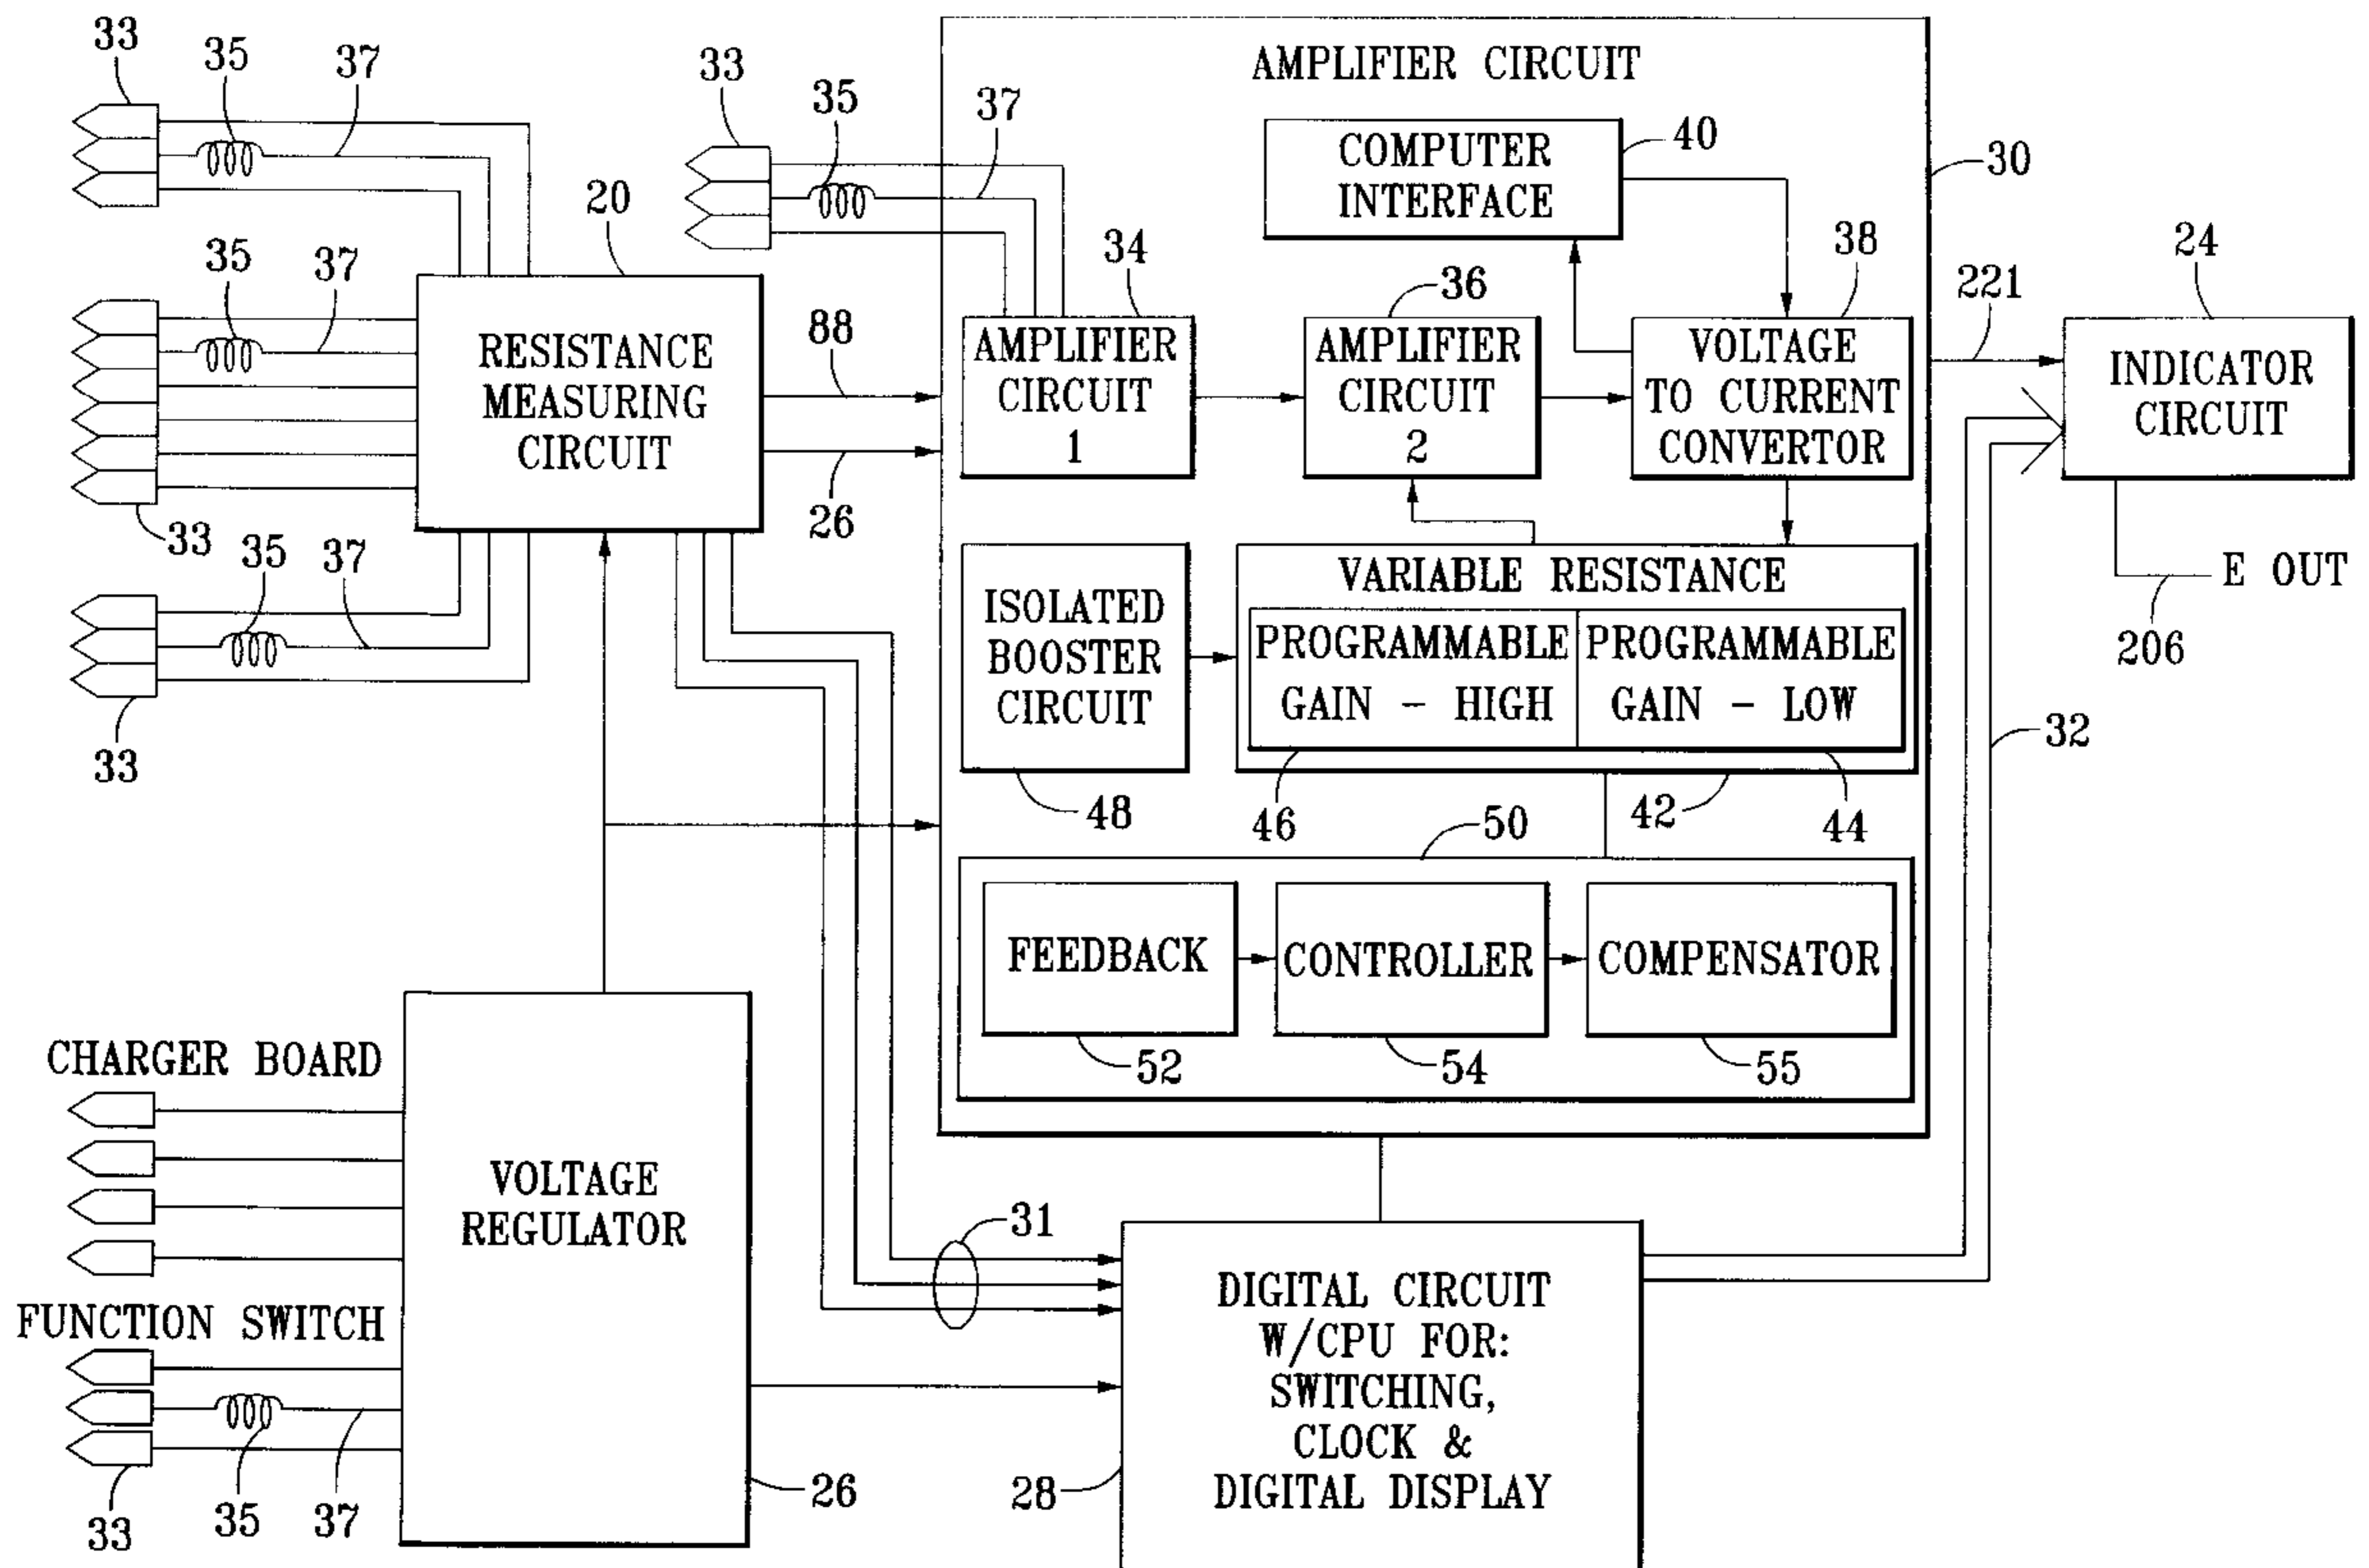 33
35
37
33
35
37
20
35
37
33
35
37
33
RESISTANCE
MEASURING
CIRCUIT
88
26
AMPLIFIER CIRCUIT
30
COMPUTER
INTERFACE
40
34
AMPLIFIER
CIRCUIT
1
36
AMPLIFIER
CIRCUIT
2
38
VOLTAGE
TO CURRENT
CONVERTOR
221
24
INDICATOR
CIRCUIT
E OUT
206
32
ISOLATED
BOOSTER
CIRCUIT
48
VARIABLE RESISTANCE
PROGRAMMABLE
GAIN - HIGH
PROGRAMMABLE
GAIN - LOW
46
42
44
50
FEEDBACK
CONTROLLER
COMPENSATOR
52
54
55
CHARGER BOARD
FUNCTION SWITCH
33
35
37
VOLTAGE
REGULATOR
26
31
DIGITAL CIRCUIT
W/CPU FOR:
SWITCHING,
CLOCK &
DIGITAL DISPLAY
28